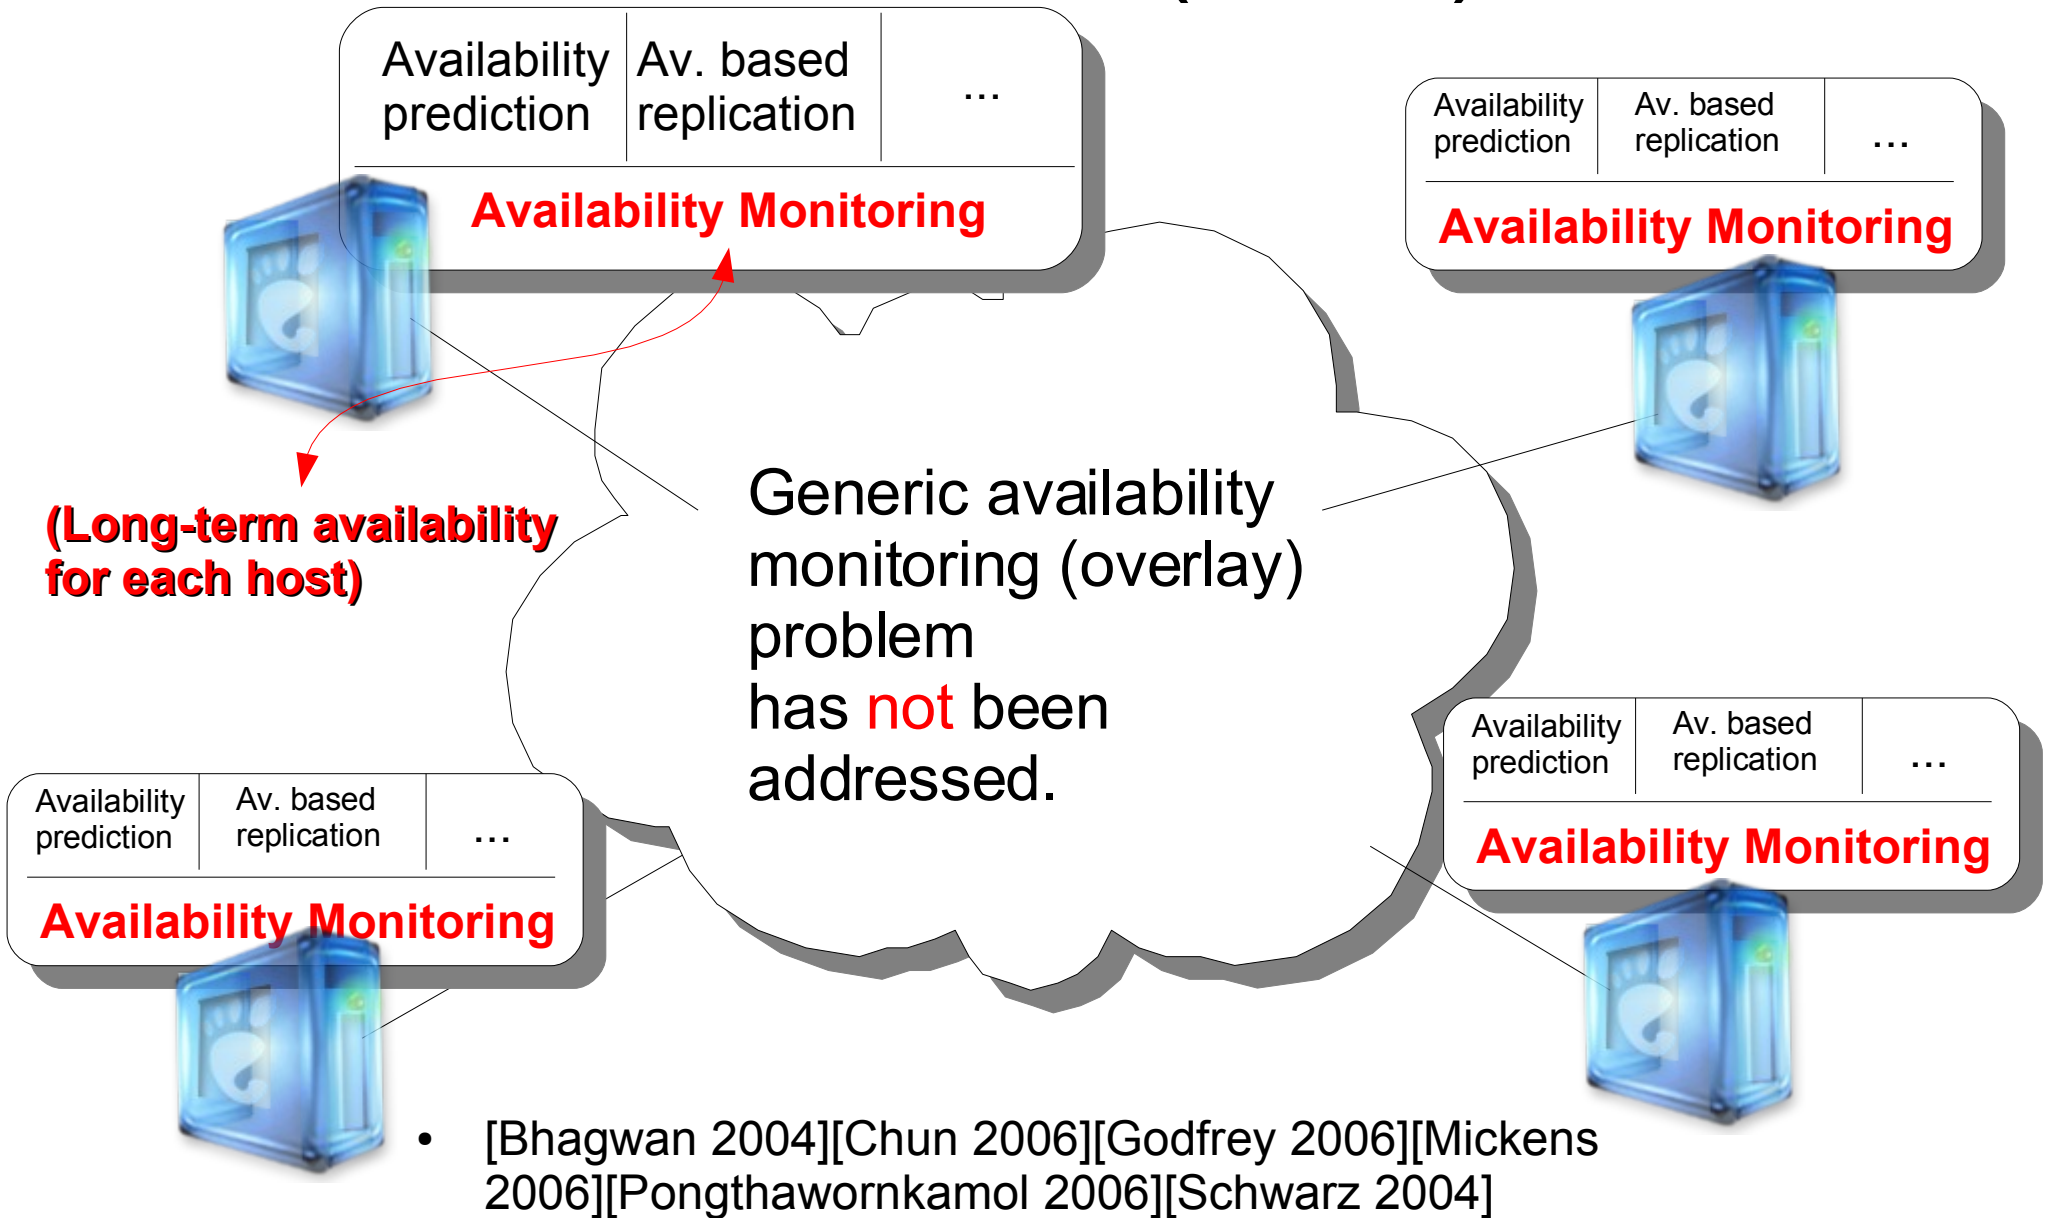 Availability
prediction
Av. based
replication
...
Availability Monitoring
Availability
prediction
Av. based
replication
...
Availability Monitoring
(Long-term availability
for each host)
Generic availability
monitoring (overlay)
problem
has not been
addressed.
Availability
prediction
Av. based
replication
...
Availability Monitoring
Availability
prediction
Av. based
replication
...
Availability Monitoring
• [Bhagwan 2004][Chun 2006][Godfrey 2006][Mickens
2006][Pongthawornkamol 2006][Schwarz 2004]